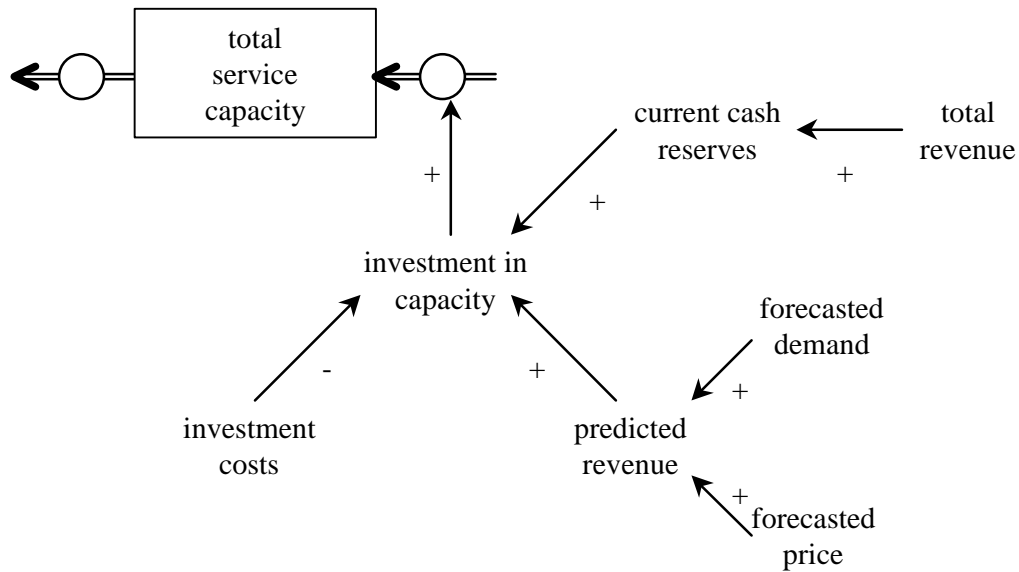 total
service
capacity
current cash
reserves
total
revenue
+
+
+
investment in
capacity
forecasted
demand
-
+
+
investment
costs
predicted
revenue
+
forecasted
price